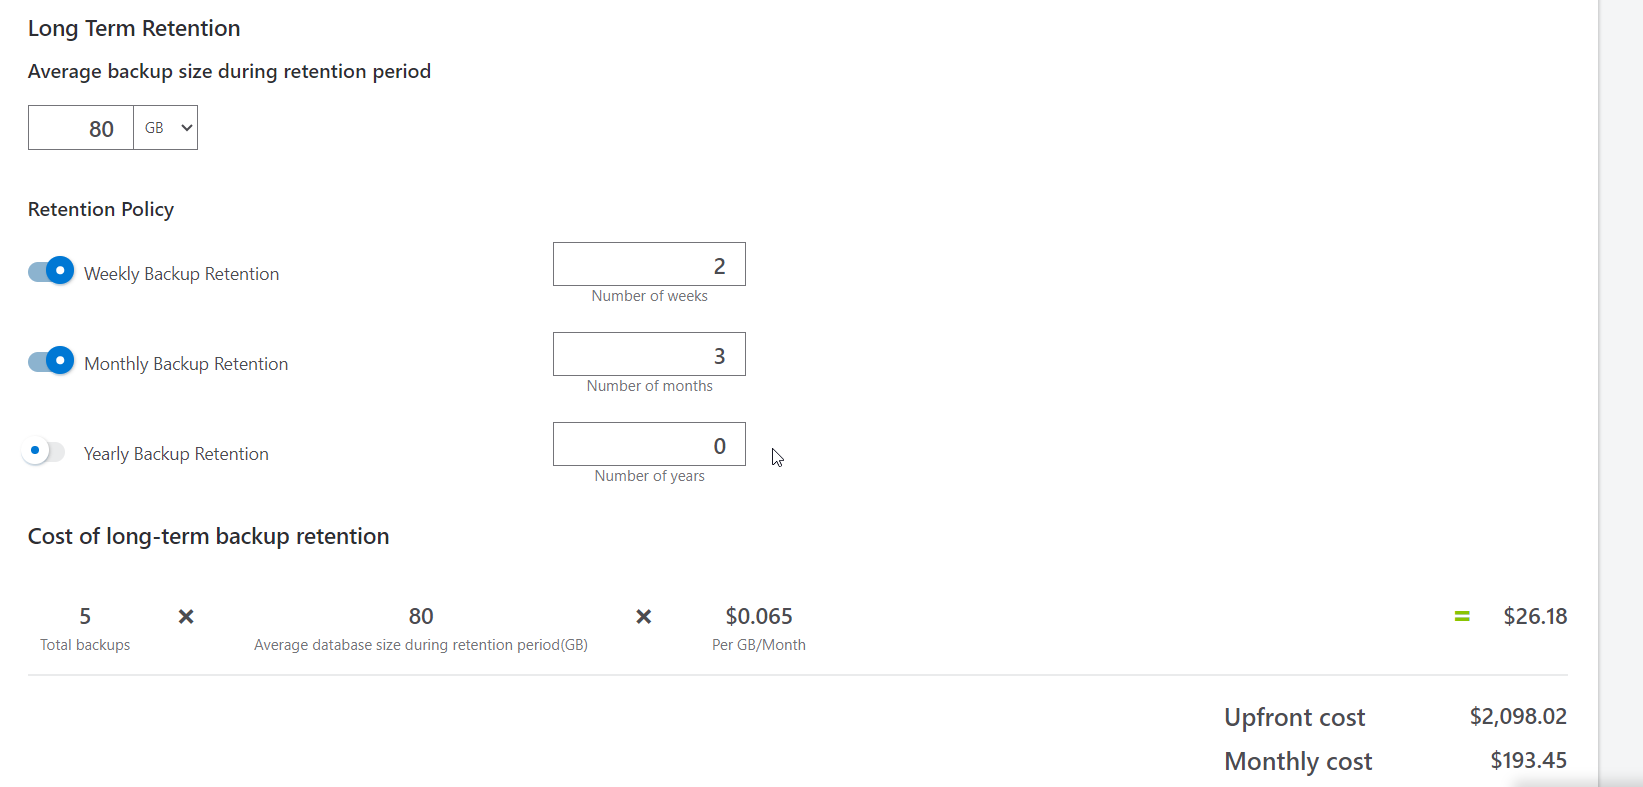 Long Term Retention
Average backup size during retention period
80 GB
Retention Policy
Weekly Backup Retention 2
Number of weeks
Monthly Backup Retention 3
Number of months
Yearly Backup Retention 0
Number of years
Cost of long-term backup retention
5 × 80 × $0.065 = $26.18
Total backups Average database size during retention period(GB) Per GB/Month
Upfront cost $2,098.02
Monthly cost $193.45